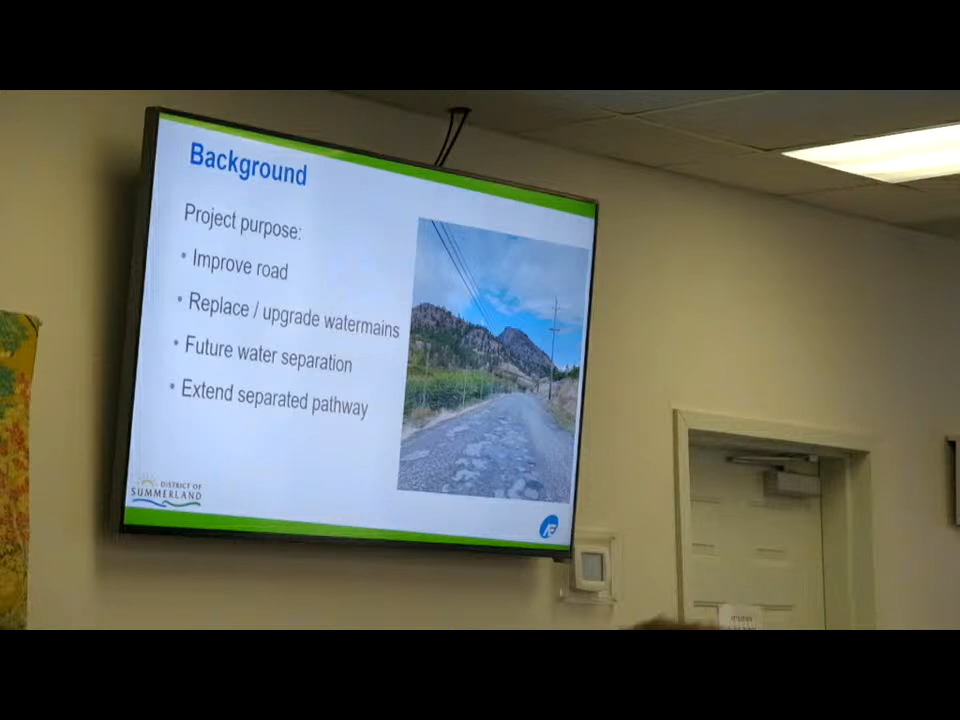 Background
Project purpose:
• Improve road
• Replace / upgrade watermains
• Future water separation
• Extend separated pathway
DISTRICT OF
SUMMERLAND